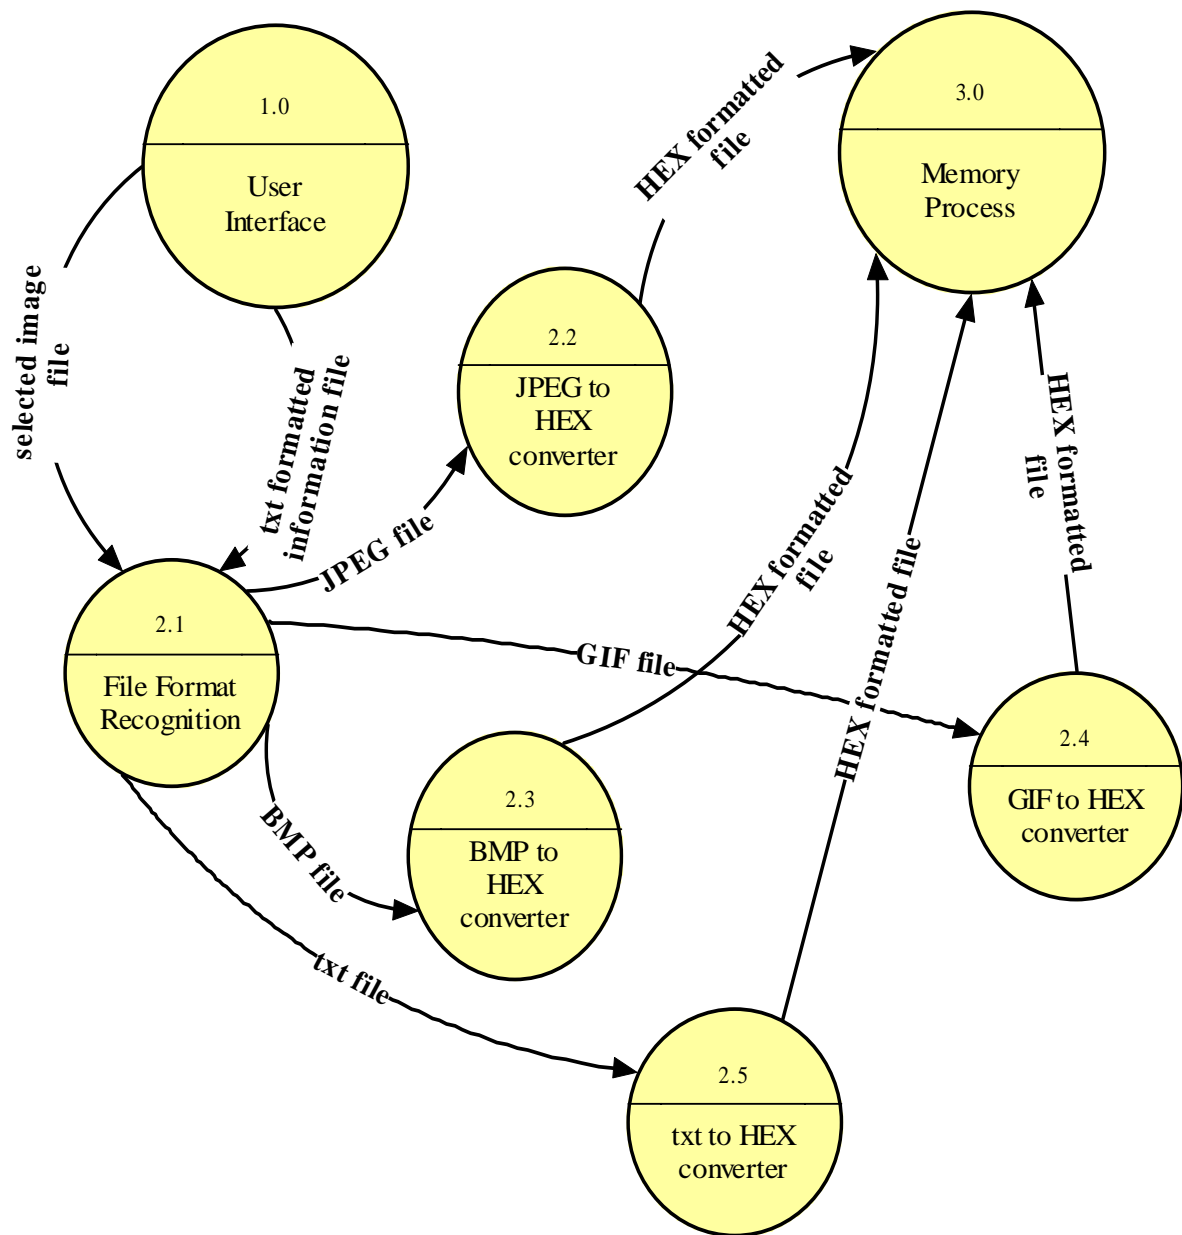 1.0
User
Interface
3.0
Memory
Process
HEX formatted
file
selected image
file
txt formatted
information file
2.2
JPEG to
HEX
converter
JPEG file
HEX formatted
file
HEX formatted file
HEX formatted
file
2.1
File Format
Recognition
GIF file
2.4
GIF to HEX
converter
BMP file
2.3
BMP to
HEX
converter
txt file
2.5
txt to HEX
converter